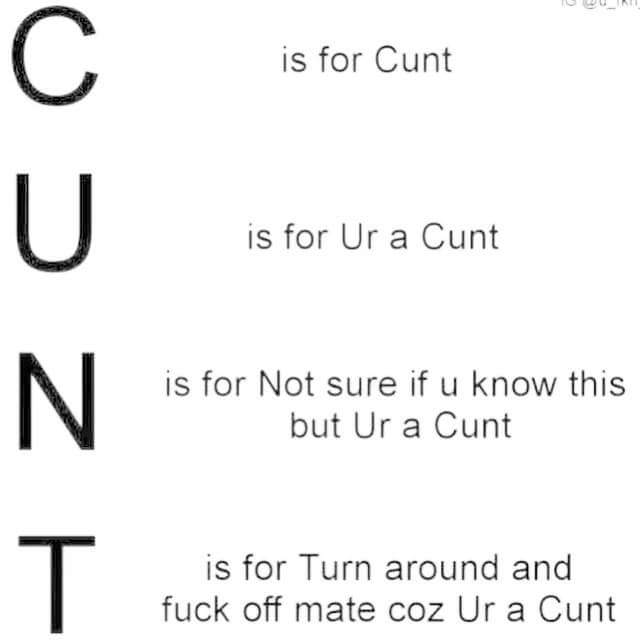 C is for Cunt
U is for Ur a Cunt
N is for Not sure if u know this
but Ur a Cunt
T is for Turn around and
fuck off mate coz Ur a Cunt